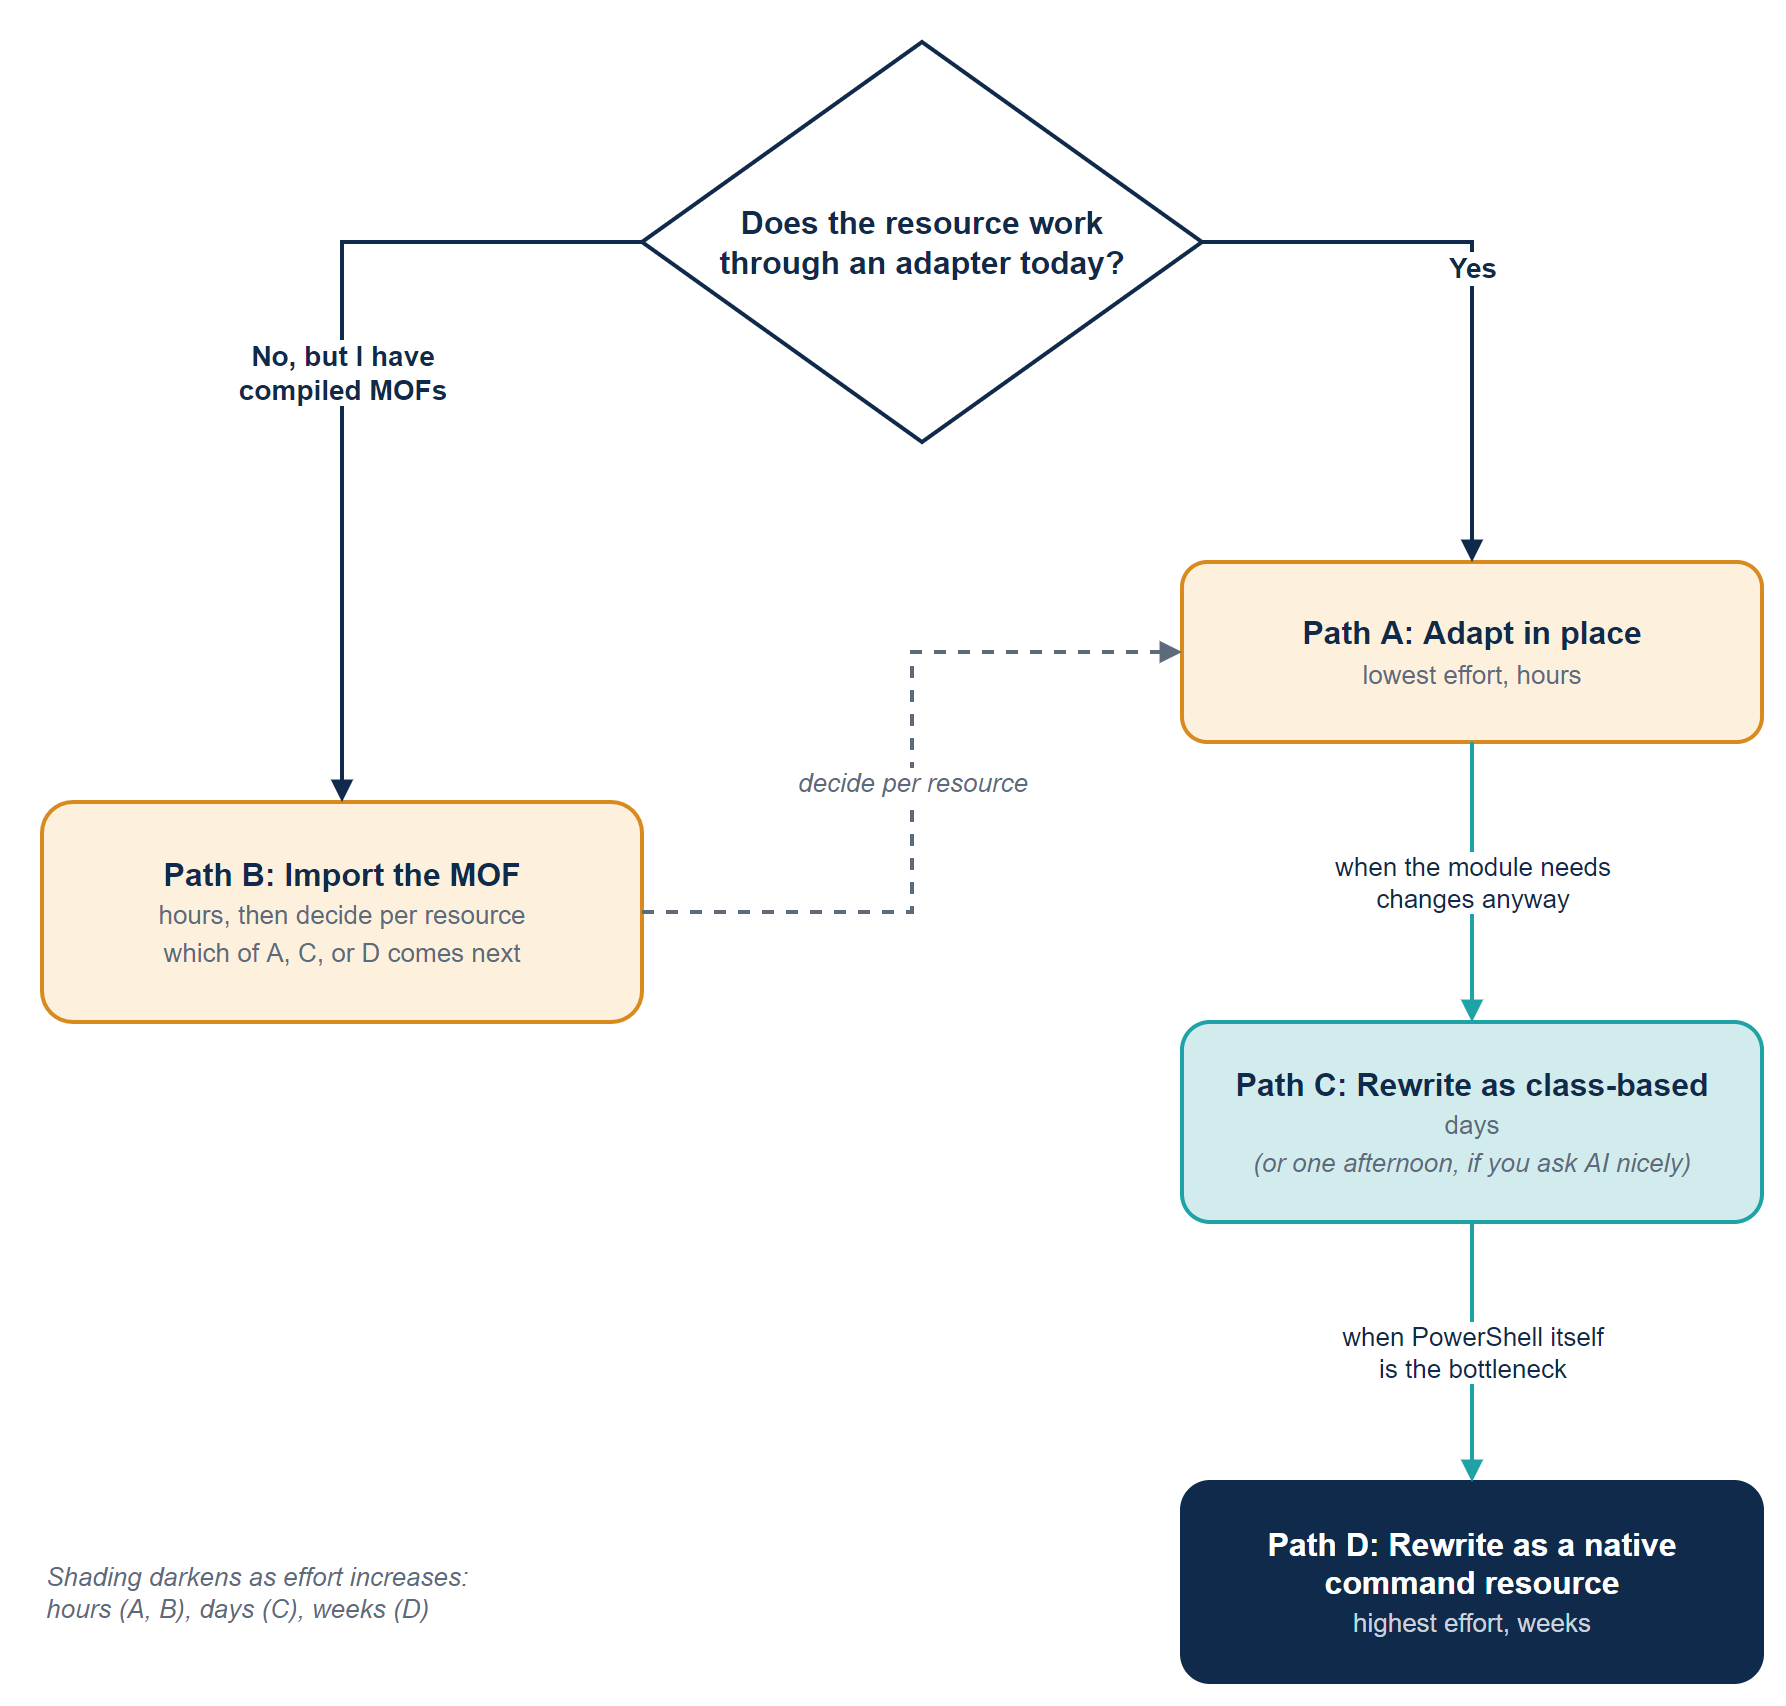 Does the resource work
through an adapter today?
Yes
No, but I have
compiled MOFs
Path A: Adapt in place
lowest effort, hours
decide per resource
Path B: Import the MOF
hours, then decide per resource
which of A, C, or D comes next
when the module needs
changes anyway
Path C: Rewrite as class-based
days
(or one afternoon, if you ask AI nicely)
when PowerShell itself
is the bottleneck
Path D: Rewrite as a native
command resource
highest effort, weeks
Shading darkens as effort increases:
hours (A, B), days (C), weeks (D)